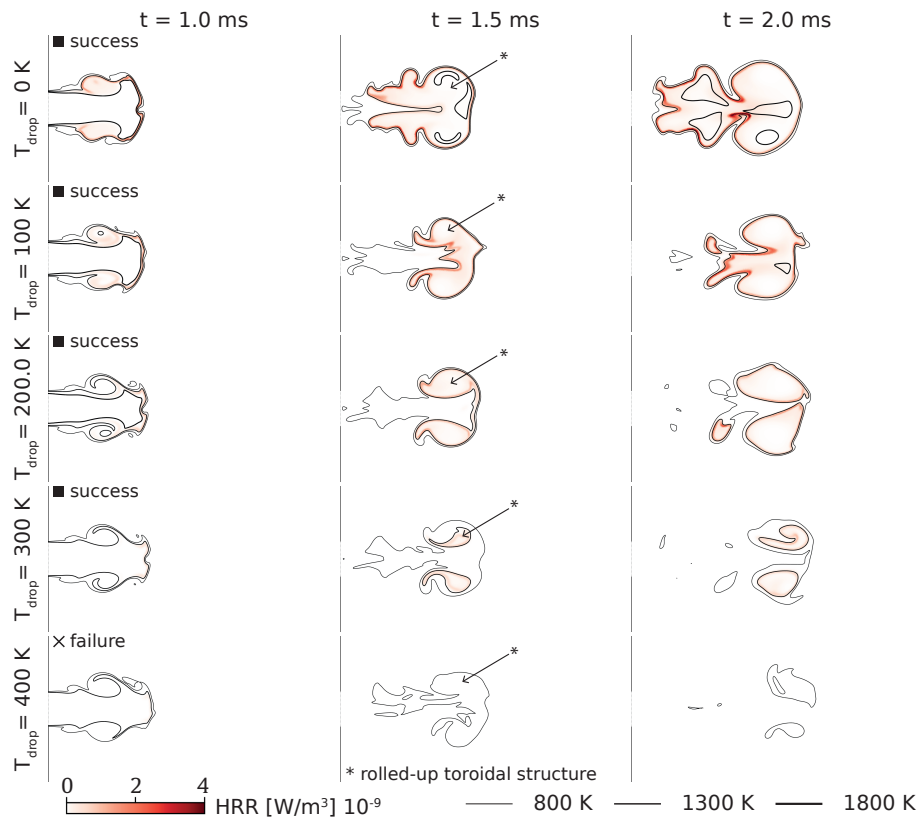 t = 1.0 ms t = 1.5 ms t = 2.0 ms
T_drop = 0 K
■ success
*
T_drop = 100 K
■ success
*
T_drop = 200.0 K
■ success
*
T_drop = 300 K
■ success
*
T_drop = 400 K
× failure
*
* rolled-up toroidal structure
0 2 4
HRR [W/m³] 10⁻⁹
800 K 1300 K 1800 K